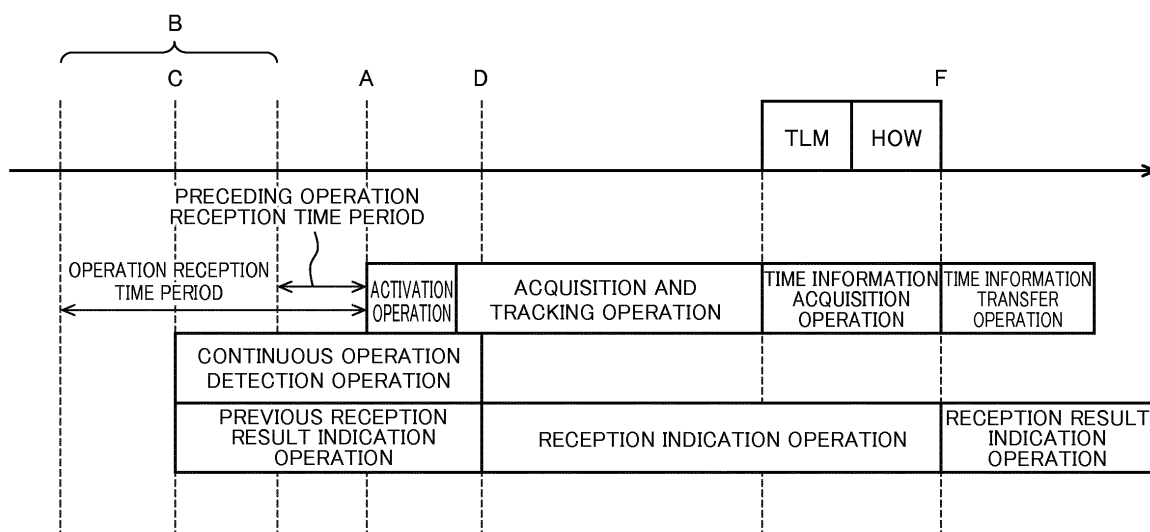 B
C
A
D
F
TLM
HOW
PRECEDING OPERATION
RECEPTION TIME PERIOD
OPERATION RECEPTION
TIME PERIOD
ACTIVATION
OPERATION
ACQUISITION AND
TRACKING OPERATION
TIME INFORMATION
ACQUISITION
OPERATION
TIME INFORMATION
TRANSFER
OPERATION
CONTINUOUS OPERATION
DETECTION OPERATION
PREVIOUS RECEPTION
RESULT INDICATION
OPERATION
RECEPTION INDICATION OPERATION
RECEPTION RESULT
INDICATION
OPERATION